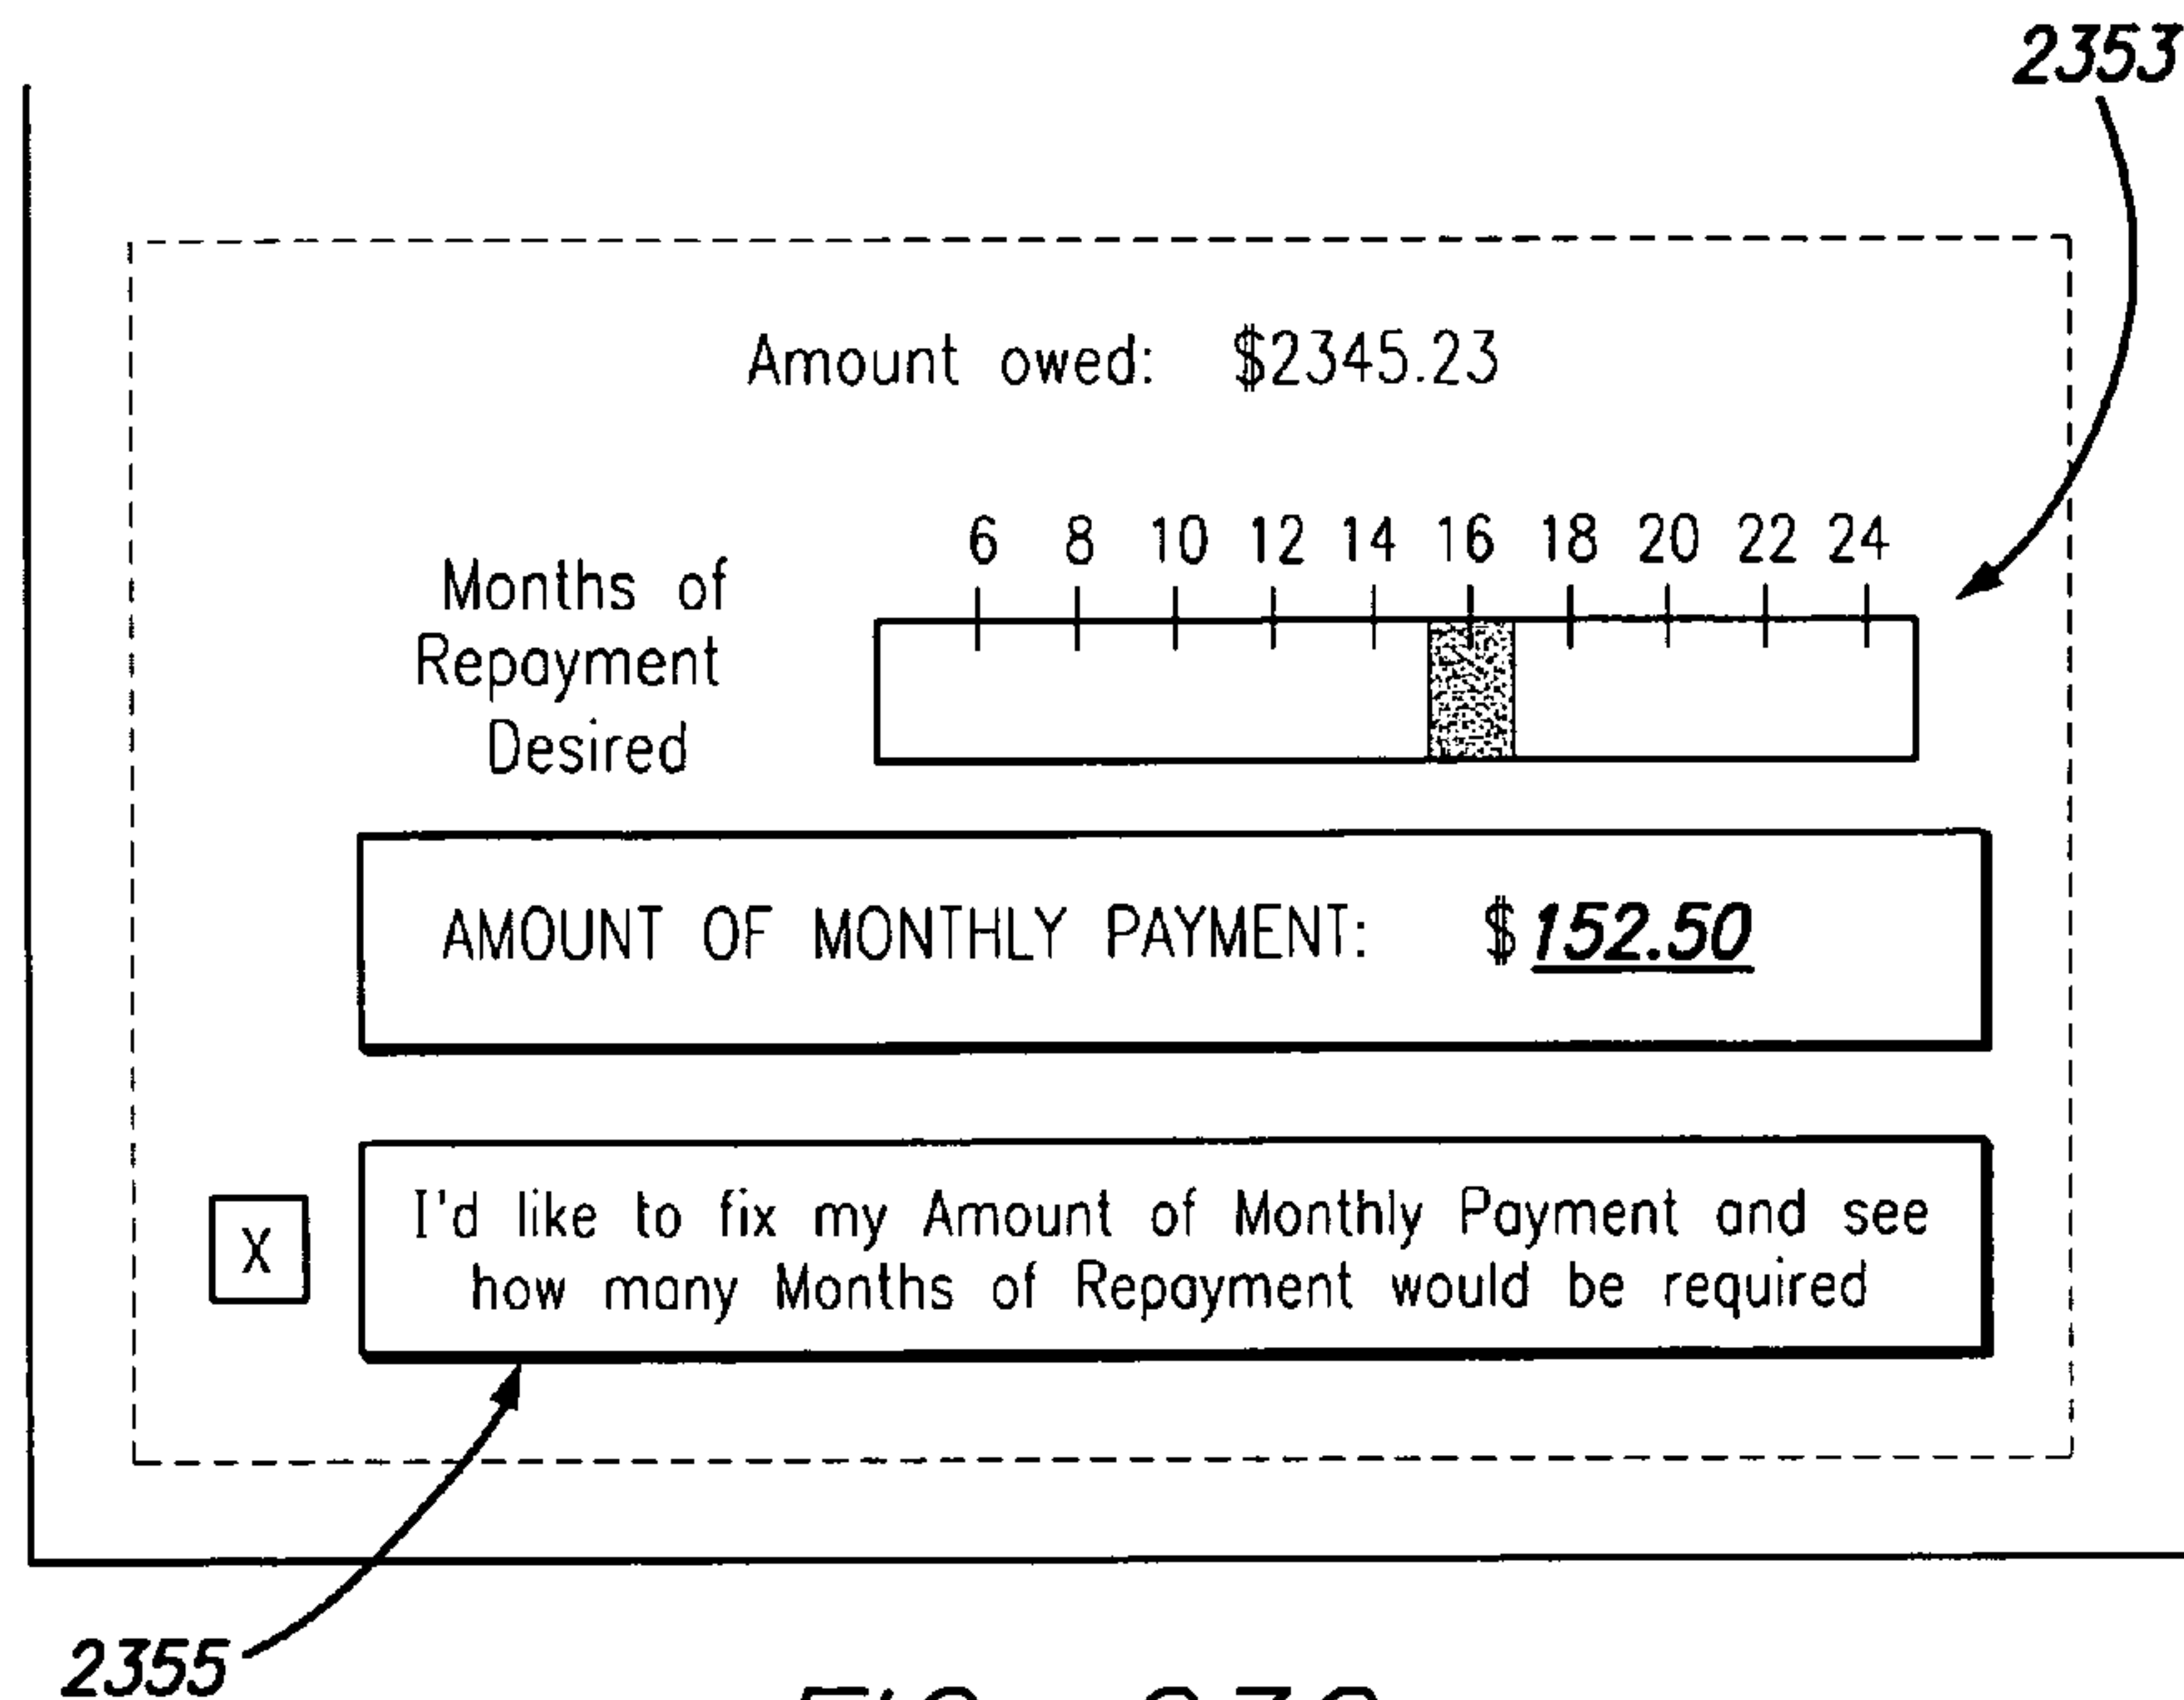 2353
Amount owed: $2345.23
6 8 10 12 14 16 18 20 22 24
Months of
Repayment
Desired
AMOUNT OF MONTHLY PAYMENT: $152.50
X
I'd like to fix my Amount of Monthly Payment and see
how many Months of Repayment would be required
2355